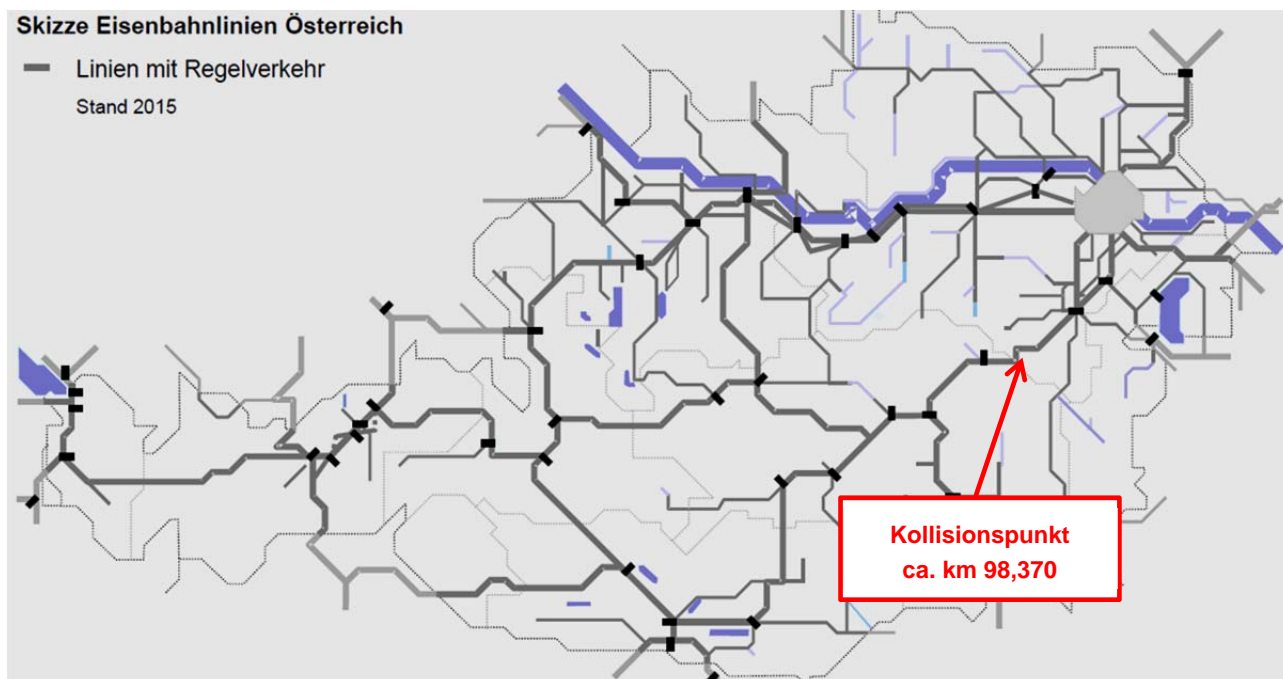 Skizze Eisenbahnlinien Österreich
Linien mit Regelverkehr
Stand 2015
Kollisionspunkt
ca. km 98,370